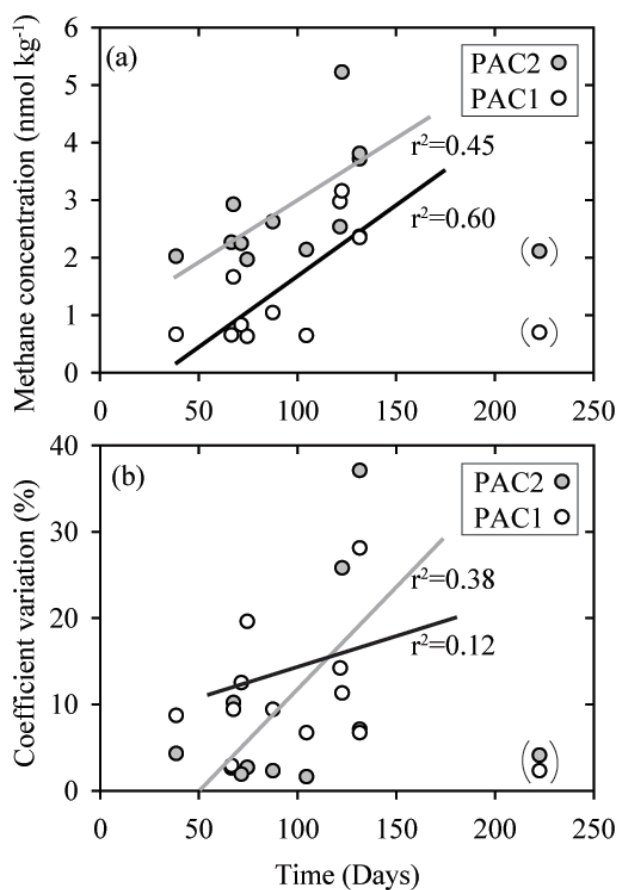 (a)
PAC2
PAC1
Methane concentration (nmol kg⁻¹)
6
5
4
3
2
1
0
r²=0.45
r²=0.60
( )
( )
0
50
100
150
200
250
(b)
PAC2
PAC1
Coefficient variation (%)
40
30
20
10
0
r²=0.38
r²=0.12
( )
0
50
100
150
200
250
Time (Days)